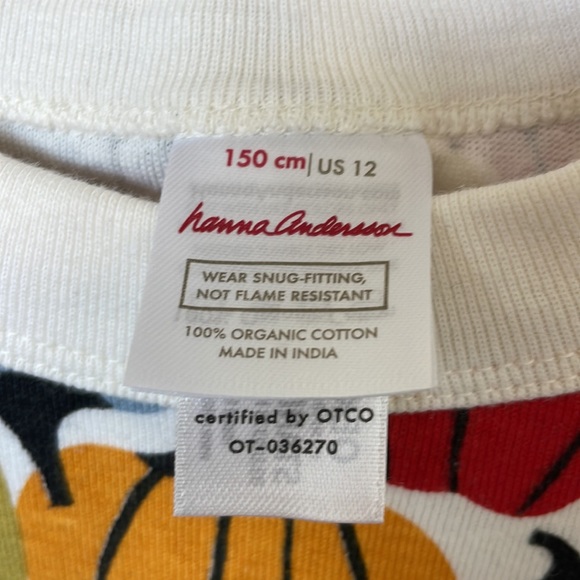 150 cm| US 12
hanna andersson
WEAR SNUG-FITTING,
NOT FLAME RESISTANT
100% ORGANIC COTTON
MADE IN INDIA
certified by OTCO
OT-036270